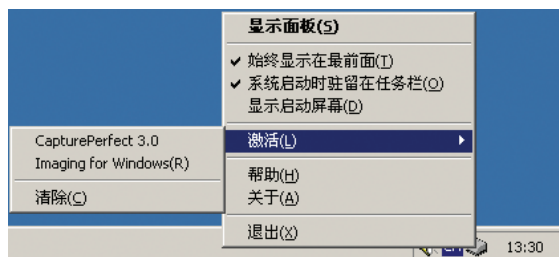 显示面板(S)
始终显示在最前面(T)
系统启动时驻留在任务栏(O)
显示启动屏幕(D)
激活(L)
CapturePerfect 3.0
Imaging for Windows(R)
清除(C)
帮助(H)
关于(A)
退出(X)
13:30